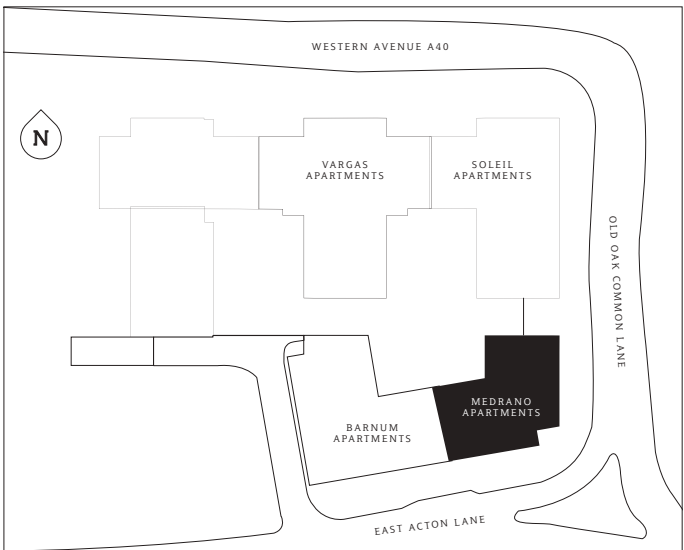 WESTERN AVENUE A40
N
VARGAS
APARTMENTS
SOLEIL
APARTMENTS
OLD OAK COMMON LANE
MEDRANO
APARTMENTS
BARNUM
APARTMENTS
EAST ACTON LANE